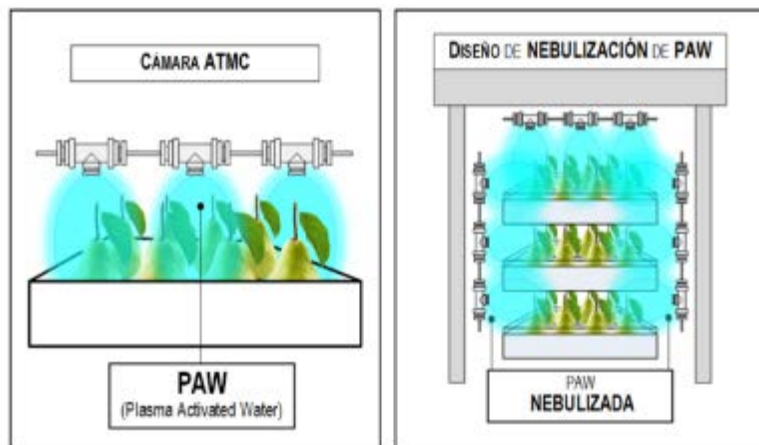 CÁMARA ATMC
PAW
(Plasma Activated Water)
DISEÑO DE NEBULIZACIÓN DE PAW
PAW
NEBULIZADA